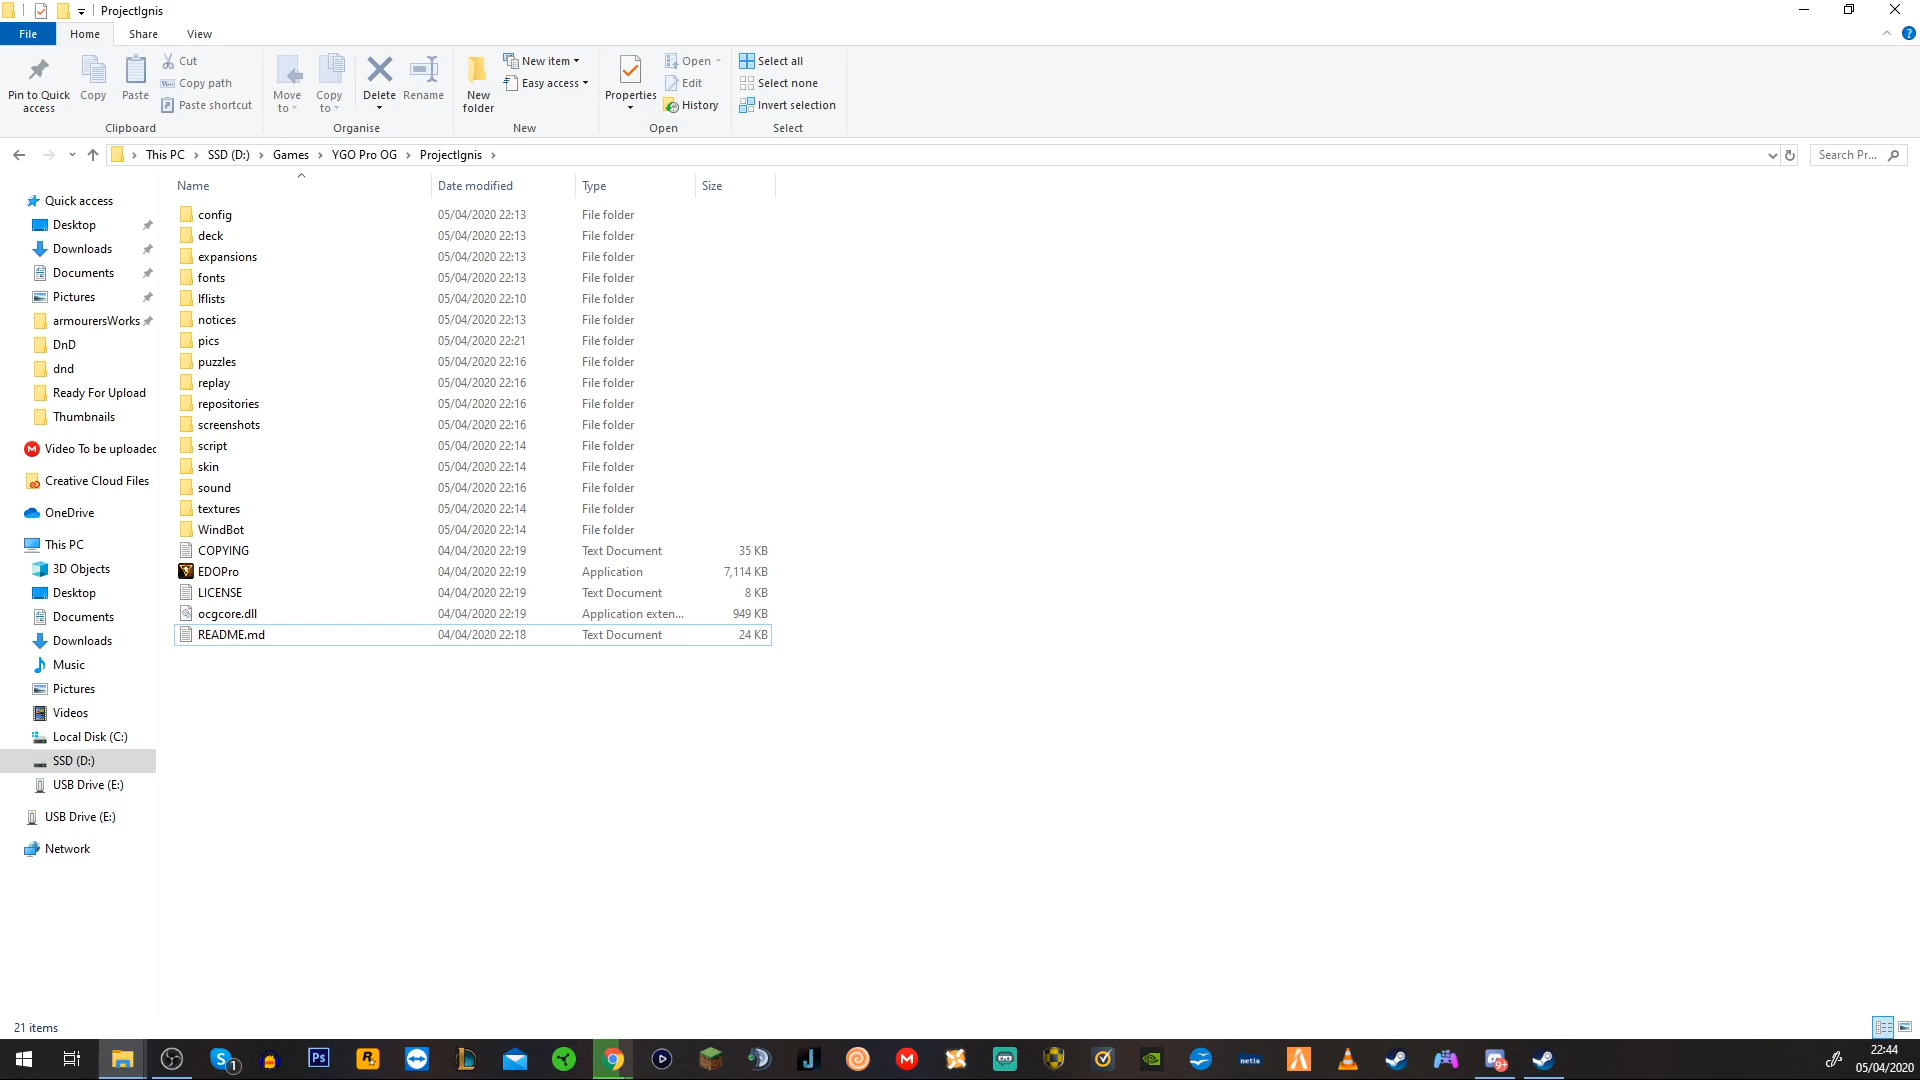 ProjectIgnis
File Home Share View
Pin to Quick access
Copy
Paste
Cut
Copy path
Paste shortcut
Clipboard
Move to
Copy to
Delete
Rename
Organise
New folder
New item
Easy access
New
Properties
Open
Edit
History
Open
Select all
Select none
Invert selection
Select
This PC › SSD (D:) › Games › YGO Pro OG › ProjectIgnis ›
Search Pr...
Name Date modified Type Size
config 05/04/2020 22:13 File folder
deck 05/04/2020 22:13 File folder
expansions 05/04/2020 22:13 File folder
fonts 05/04/2020 22:13 File folder
lflists 05/04/2020 22:10 File folder
notices 05/04/2020 22:13 File folder
pics 05/04/2020 22:21 File folder
puzzles 05/04/2020 22:16 File folder
replay 05/04/2020 22:16 File folder
repositories 05/04/2020 22:16 File folder
screenshots 05/04/2020 22:16 File folder
script 05/04/2020 22:14 File folder
skin 05/04/2020 22:14 File folder
sound 05/04/2020 22:16 File folder
textures 05/04/2020 22:14 File folder
WindBot 05/04/2020 22:14 File folder
COPYING 04/04/2020 22:19 Text Document 35 KB
EDOPro 04/04/2020 22:19 Application 7,114 KB
LICENSE 04/04/2020 22:19 Text Document 8 KB
ocgcore.dll 04/04/2020 22:19 Application exten... 949 KB
README.md 04/04/2020 22:18 Text Document 24 KB
Quick access
Desktop
Downloads
Documents
Pictures
armourersWorks
DnD
dnd
Ready For Upload
Thumbnails
Video To be uploaded
Creative Cloud Files
OneDrive
This PC
3D Objects
Desktop
Documents
Downloads
Music
Pictures
Videos
Local Disk (C:)
SSD (D:)
USB Drive (E:)
USB Drive (E:)
Network
21 items
S 1
Ps
R
L
J
M
netis
9+
22:44
05/04/2020